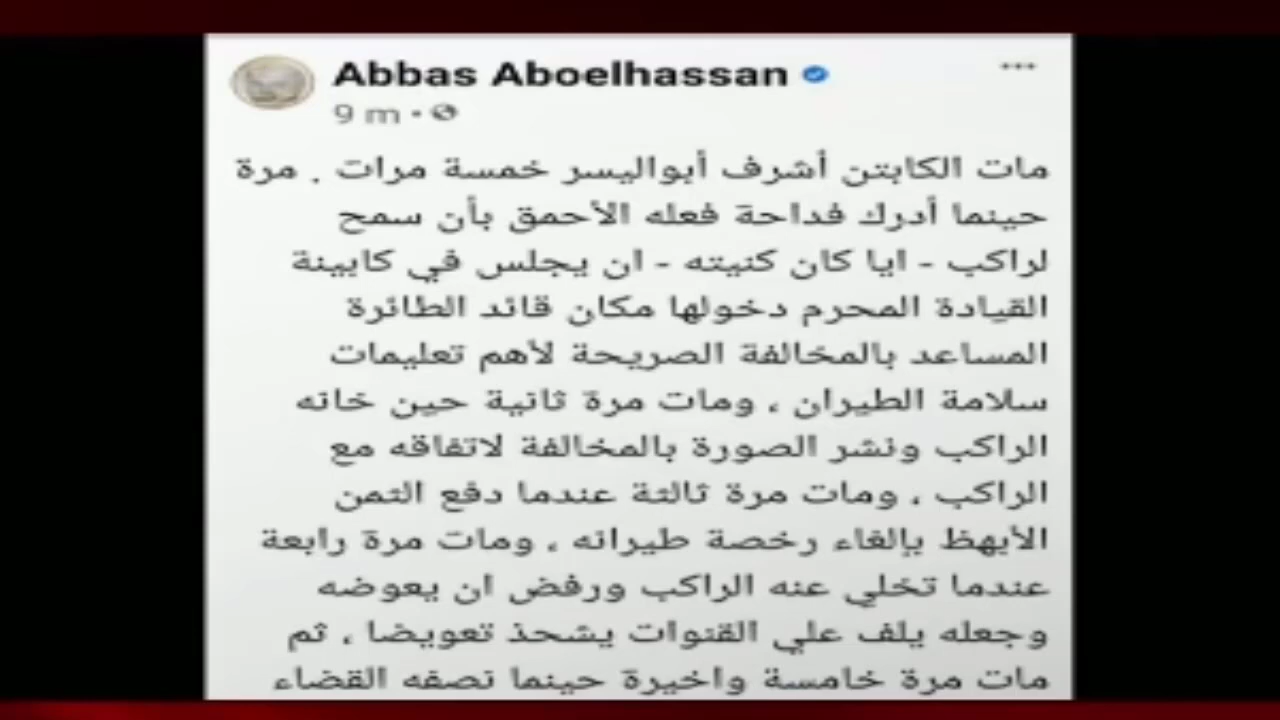 Abbas Aboelhassan
9 m ·
مات الكابتن أشرف أبواليسر خمسة مرات . مرة
حينما أدرك فداحة فعله الأحمق بأن سمح
لراكب - ايا كان كنيته - ان يجلس في كابينة
القيادة المحرم دخولها مكان قائد الطائرة
المساعد بالمخالفة الصريحة لأهم تعليمات
سلامة الطيران ، ومات مرة ثانية حين خانه
الراكب ونشر الصورة بالمخالفة لاتفاقه مع
الراكب ، ومات مرة ثالثة عندما دفع الثمن
الأبهظ بإلغاء رخصة طيرانه ، ومات مرة رابعة
عندما تخلي عنه الراكب ورفض ان يعوضه
وجعله يلف علي القنوات يشحذ تعويضا ، ثم
مات مرة خامسة واخيرة حينما نصفه القضاء